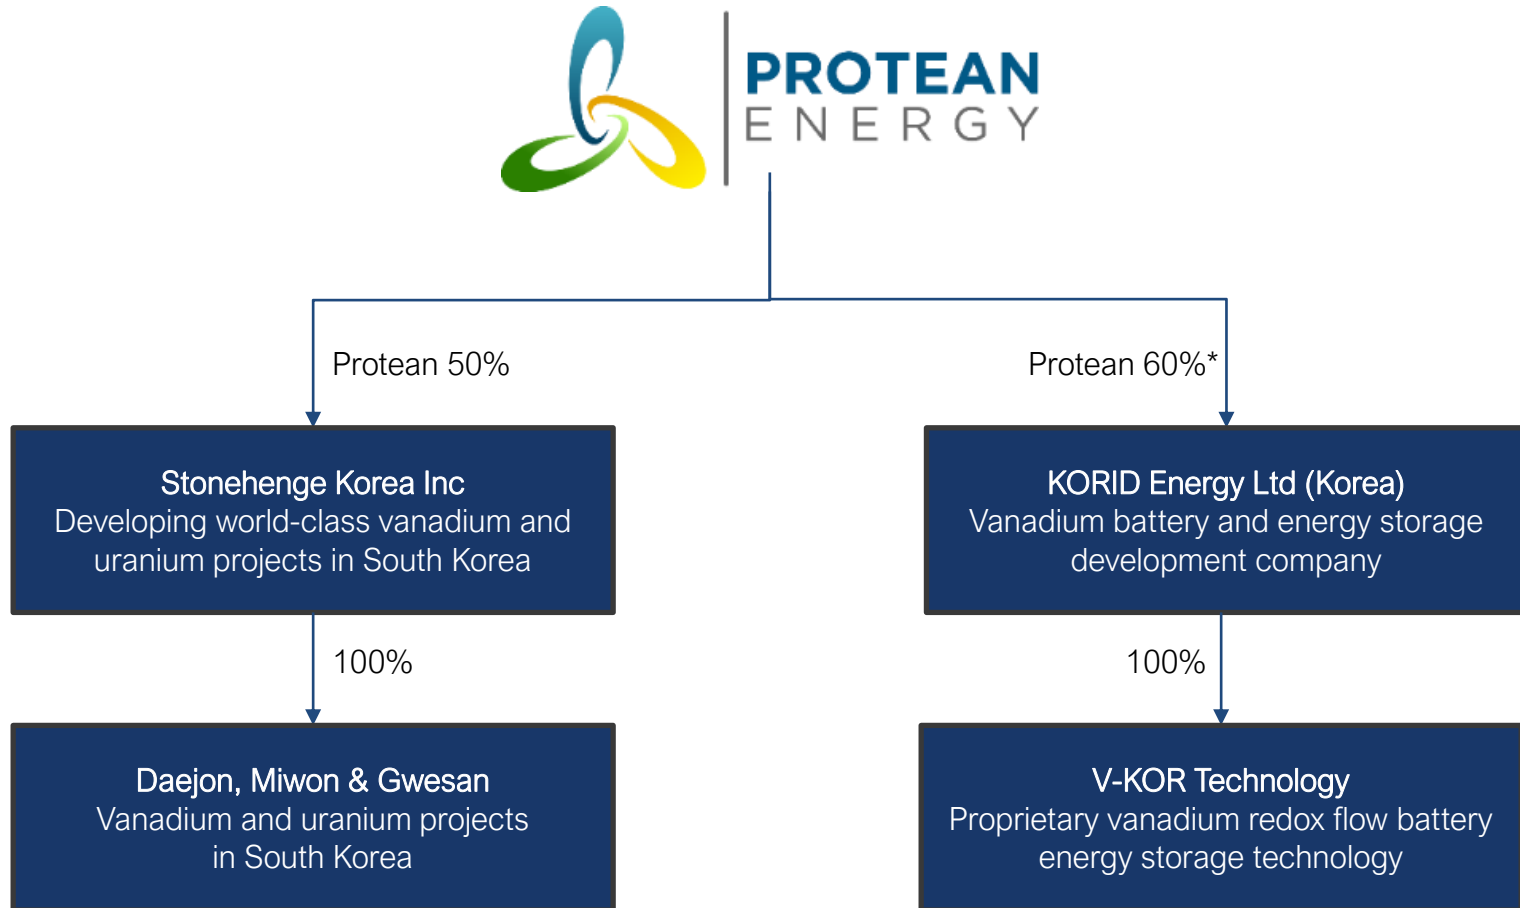 PROTEAN
ENERGY
Protean 50%
Protean 60%*
Stonehenge Korea Inc
Developing world-class vanadium and
uranium projects in South Korea
KORID Energy Ltd (Korea)
Vanadium battery and energy storage
development company
100%
100%
Daejon, Miwon & Gwesan
Vanadium and uranium projects
in South Korea
V-KOR Technology
Proprietary vanadium redox flow battery
energy storage technology